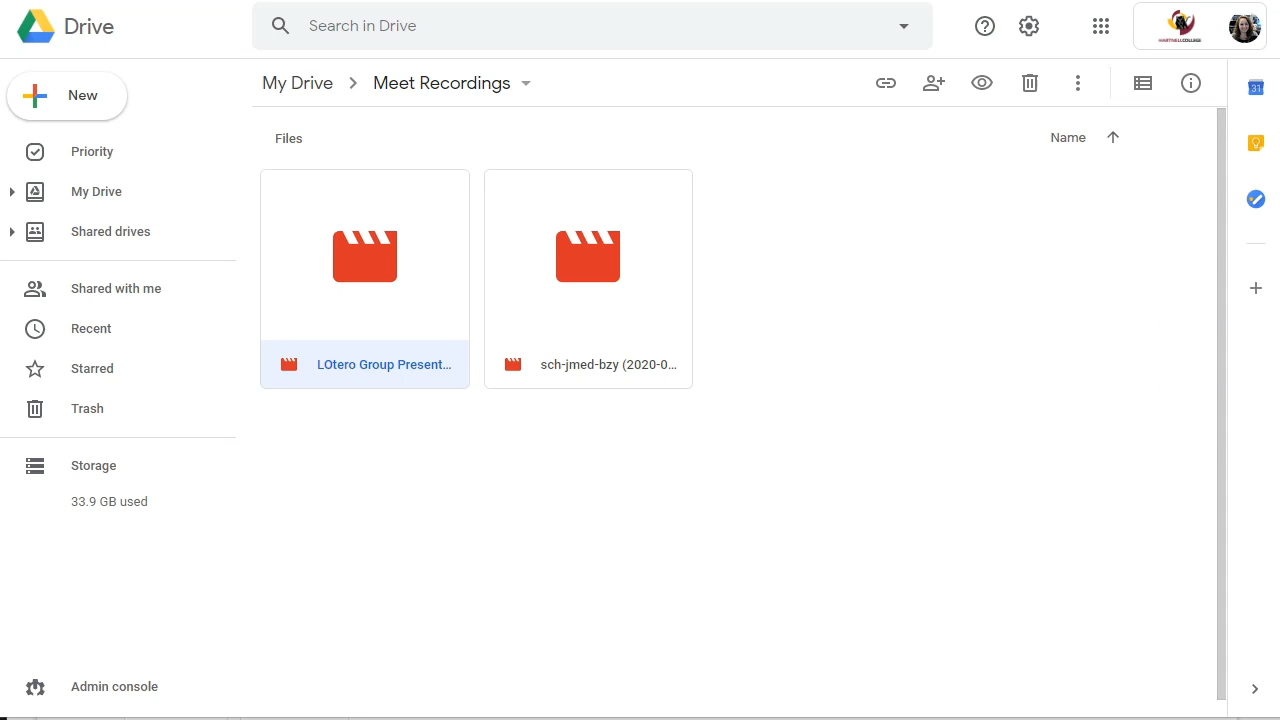 Drive
Search in Drive
HARTNELL COLLEGE
New
My Drive
Meet Recordings
31
Priority
My Drive
Shared drives
Shared with me
Recent
Starred
Trash
Storage
33.9 GB used
Admin console
Files
Name
LOtero Group Present...
sch-jmed-bzy (2020-0...